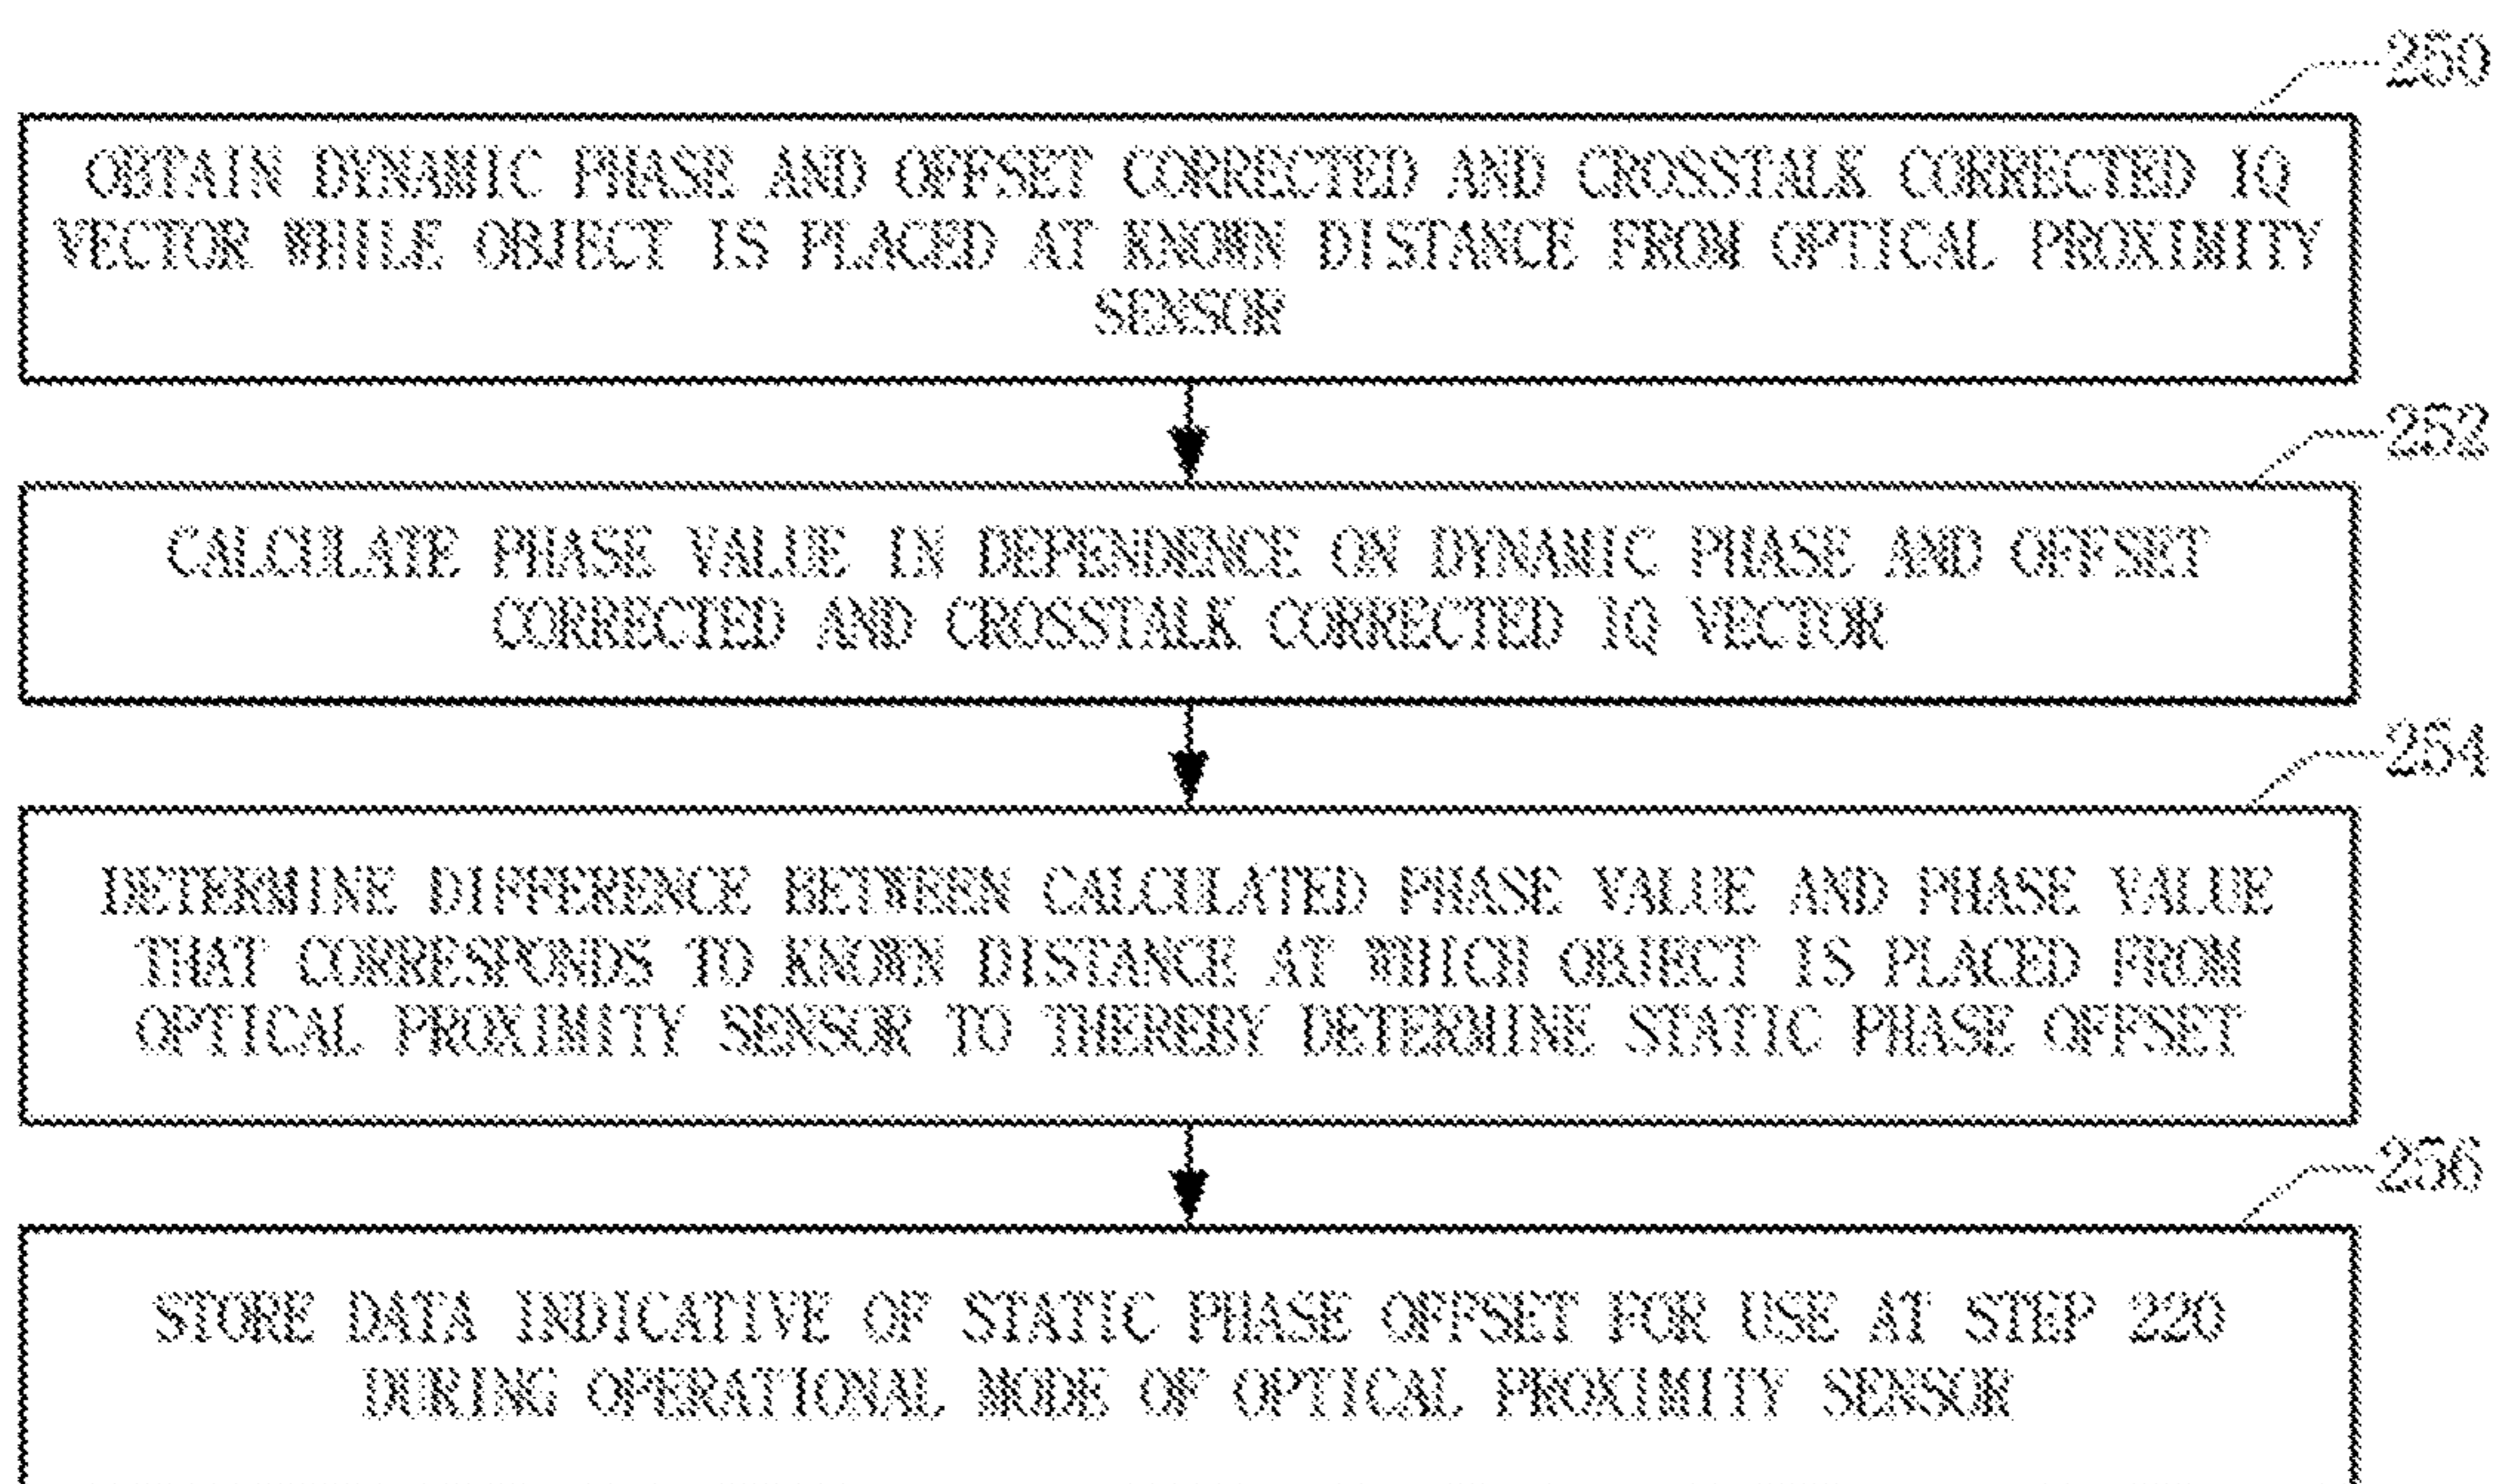 250
OBTAIN DYNAMIC PHASE AND OFFSET CORRECTED AND CROSSTALK CORRECTED IQ
VECTOR WHILE OBJECT IS PLACED AT KNOWN DISTANCE FROM OPTICAL PROXIMITY
SENSOR
252
CALCULATE PHASE VALUE IN DEPENDENCE ON DYNAMIC PHASE AND OFFSET
CORRECTED AND CROSSTALK CORRECTED IQ VECTOR
254
DETERMINE DIFFERENCE BETWEEN CALCULATED PHASE VALUE AND PHASE VALUE
THAT CORRESPONDS TO KNOWN DISTANCE AT WHICH OBJECT IS PLACED FROM
OPTICAL PROXIMITY SENSOR TO THEREBY DETERMINE STATIC PHASE OFFSET
256
STORE DATA INDICATIVE OF STATIC PHASE OFFSET FOR USE AT STEP 220
DURING OPERATIONAL MODE OF OPTICAL PROXIMITY SENSOR